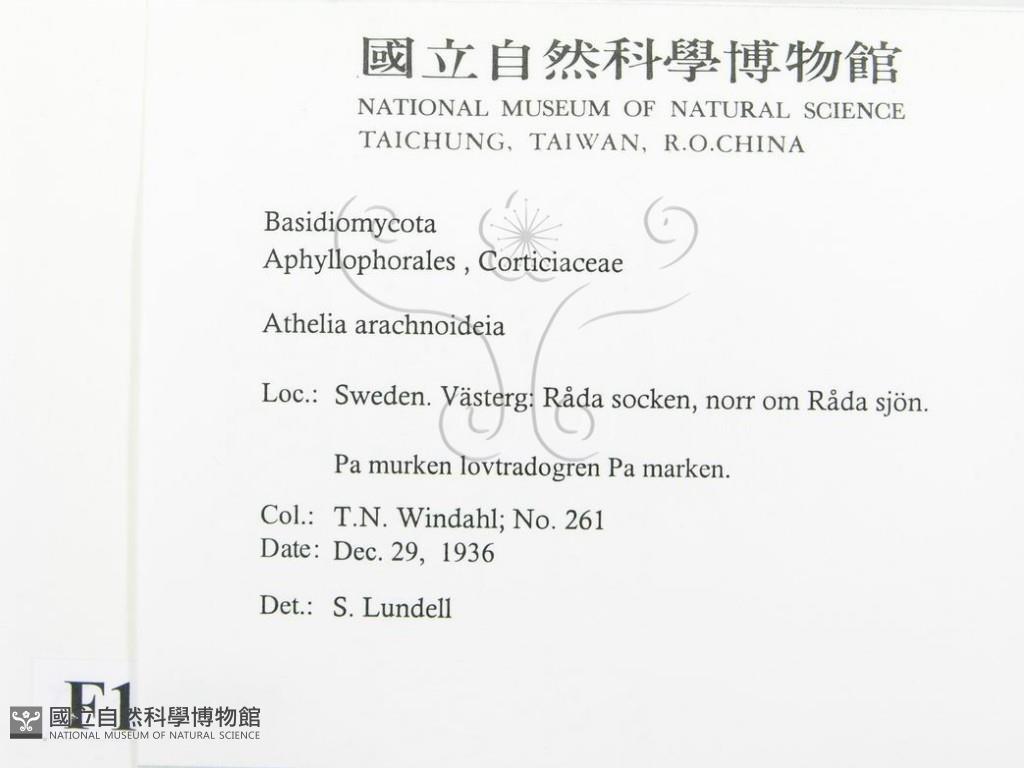 國立自然科學博物館
NATIONAL MUSEUM OF NATURAL SCIENCE
TAICHUNG, TAIWAN, R.O.CHINA
Basidiomycota
Aphyllophorales , Corticiaceae
Athelia arachnoideia
Loc.: Sweden. Västerg: Råda socken, norr om Råda sjön.
Pa murken lovtradogren Pa marken.
Col.: T.N. Windahl; No. 261
Date: Dec. 29, 1936
Det.: S. Lundell
F1
國立自然科學博物館
NATIONAL MUSEUM OF NATURAL SCIENCE